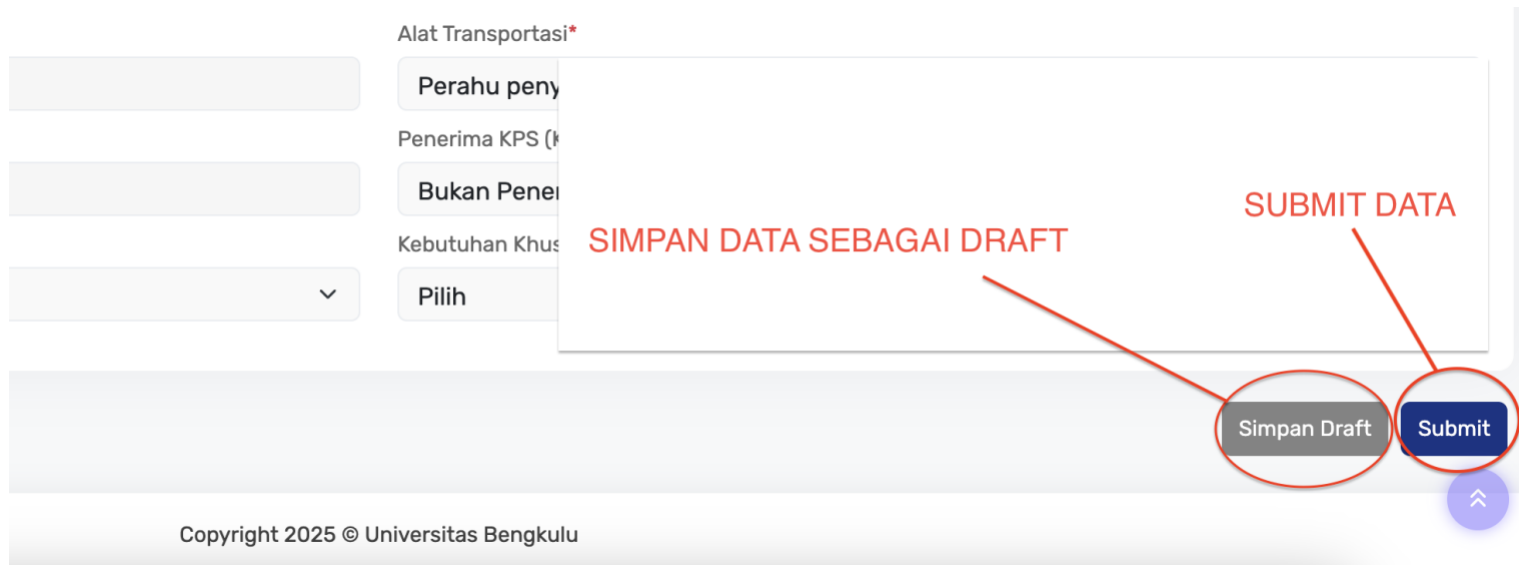 Alat Transportasi*
Perahu peny
Penerima KPS (K
Bukan Pener
Kebutuhan Khus
Pilih
SUBMIT DATA
SIMPAN DATA SEBAGAI DRAFT
Simpan Draft
Submit
Copyright 2025 © Universitas Bengkulu